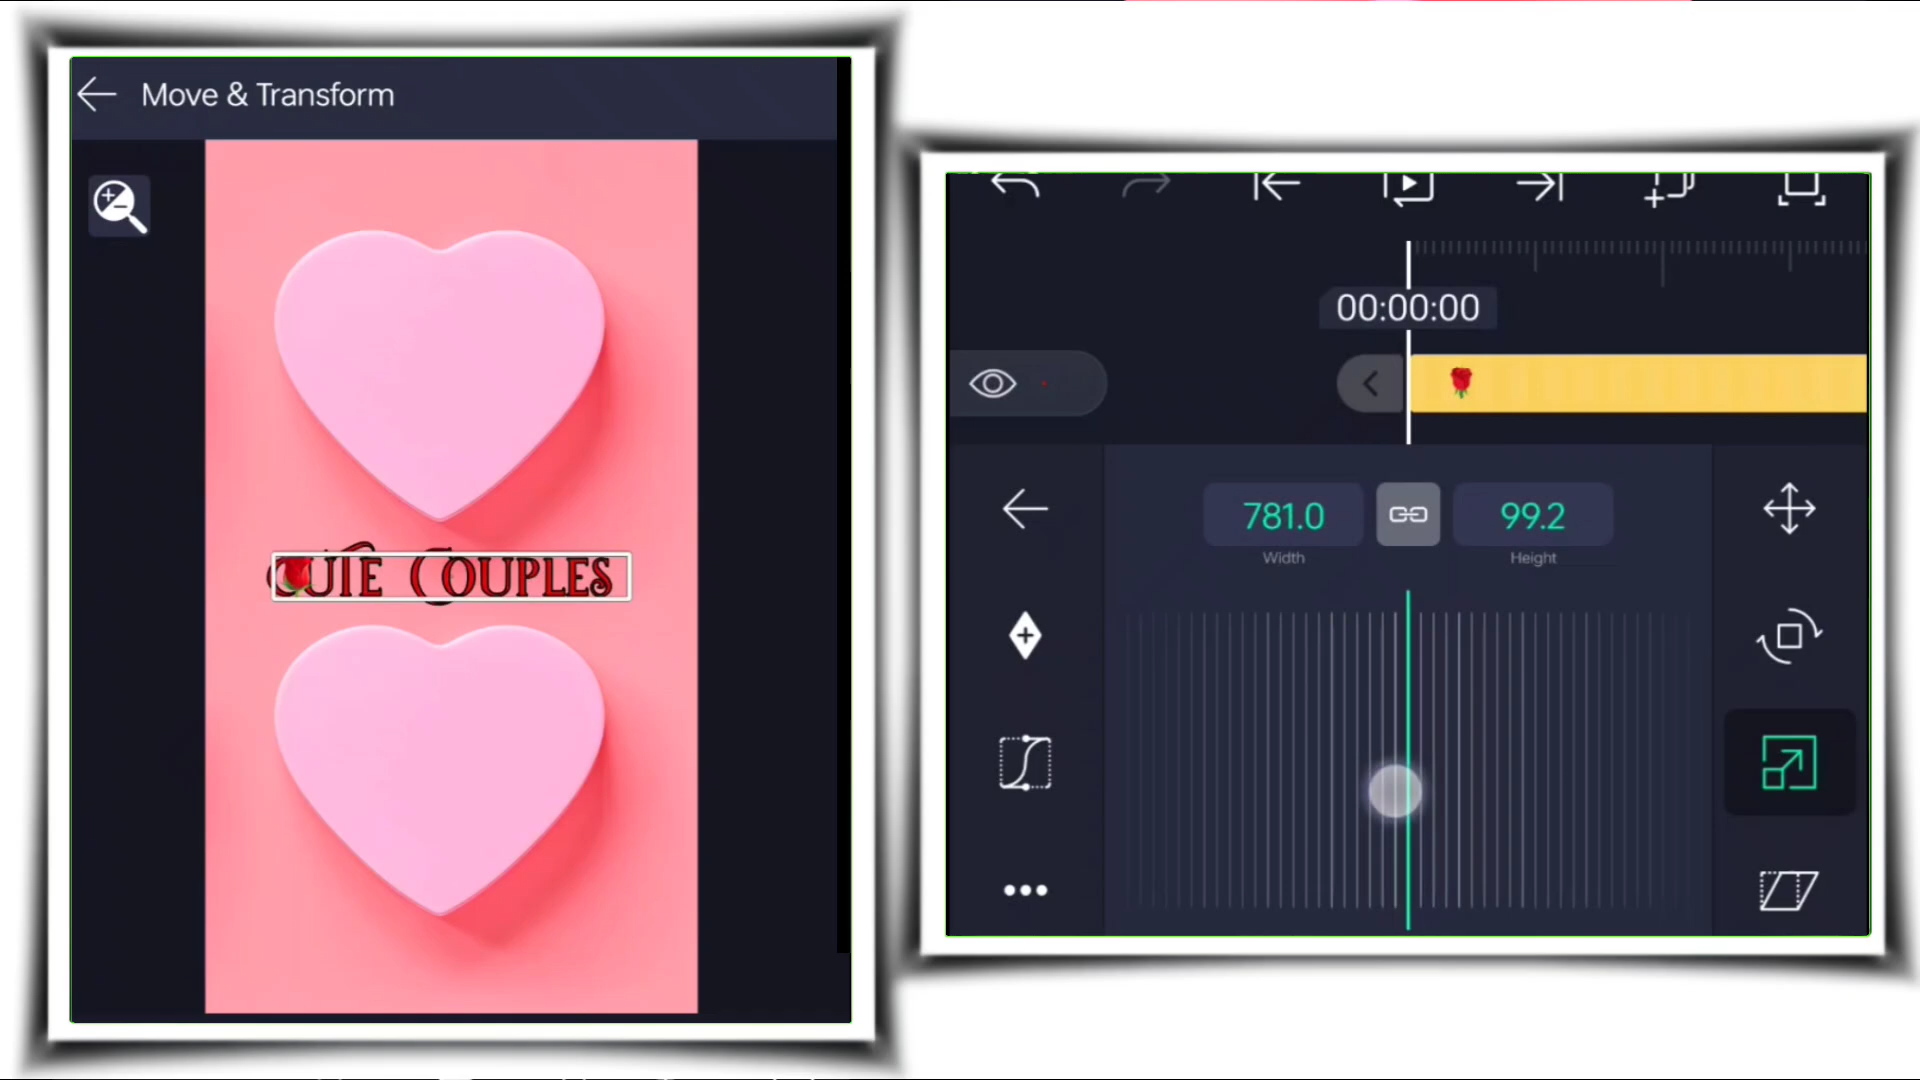 Move & Transform
CUTE COUPLES
00:00:00
781.0
99.2
Width
Height